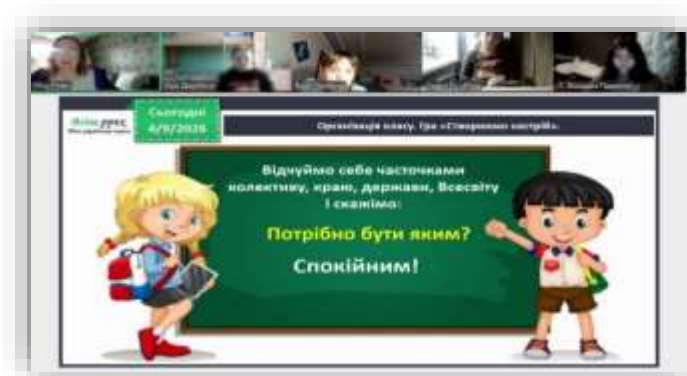 Сьогодні
Організація класу. Гра «Створюємо настрій».
Відчуймо себе часточками
колективу, краю, держави, Всесвіту
і скажімо:
Потрібно бути яким?
Спокійним!